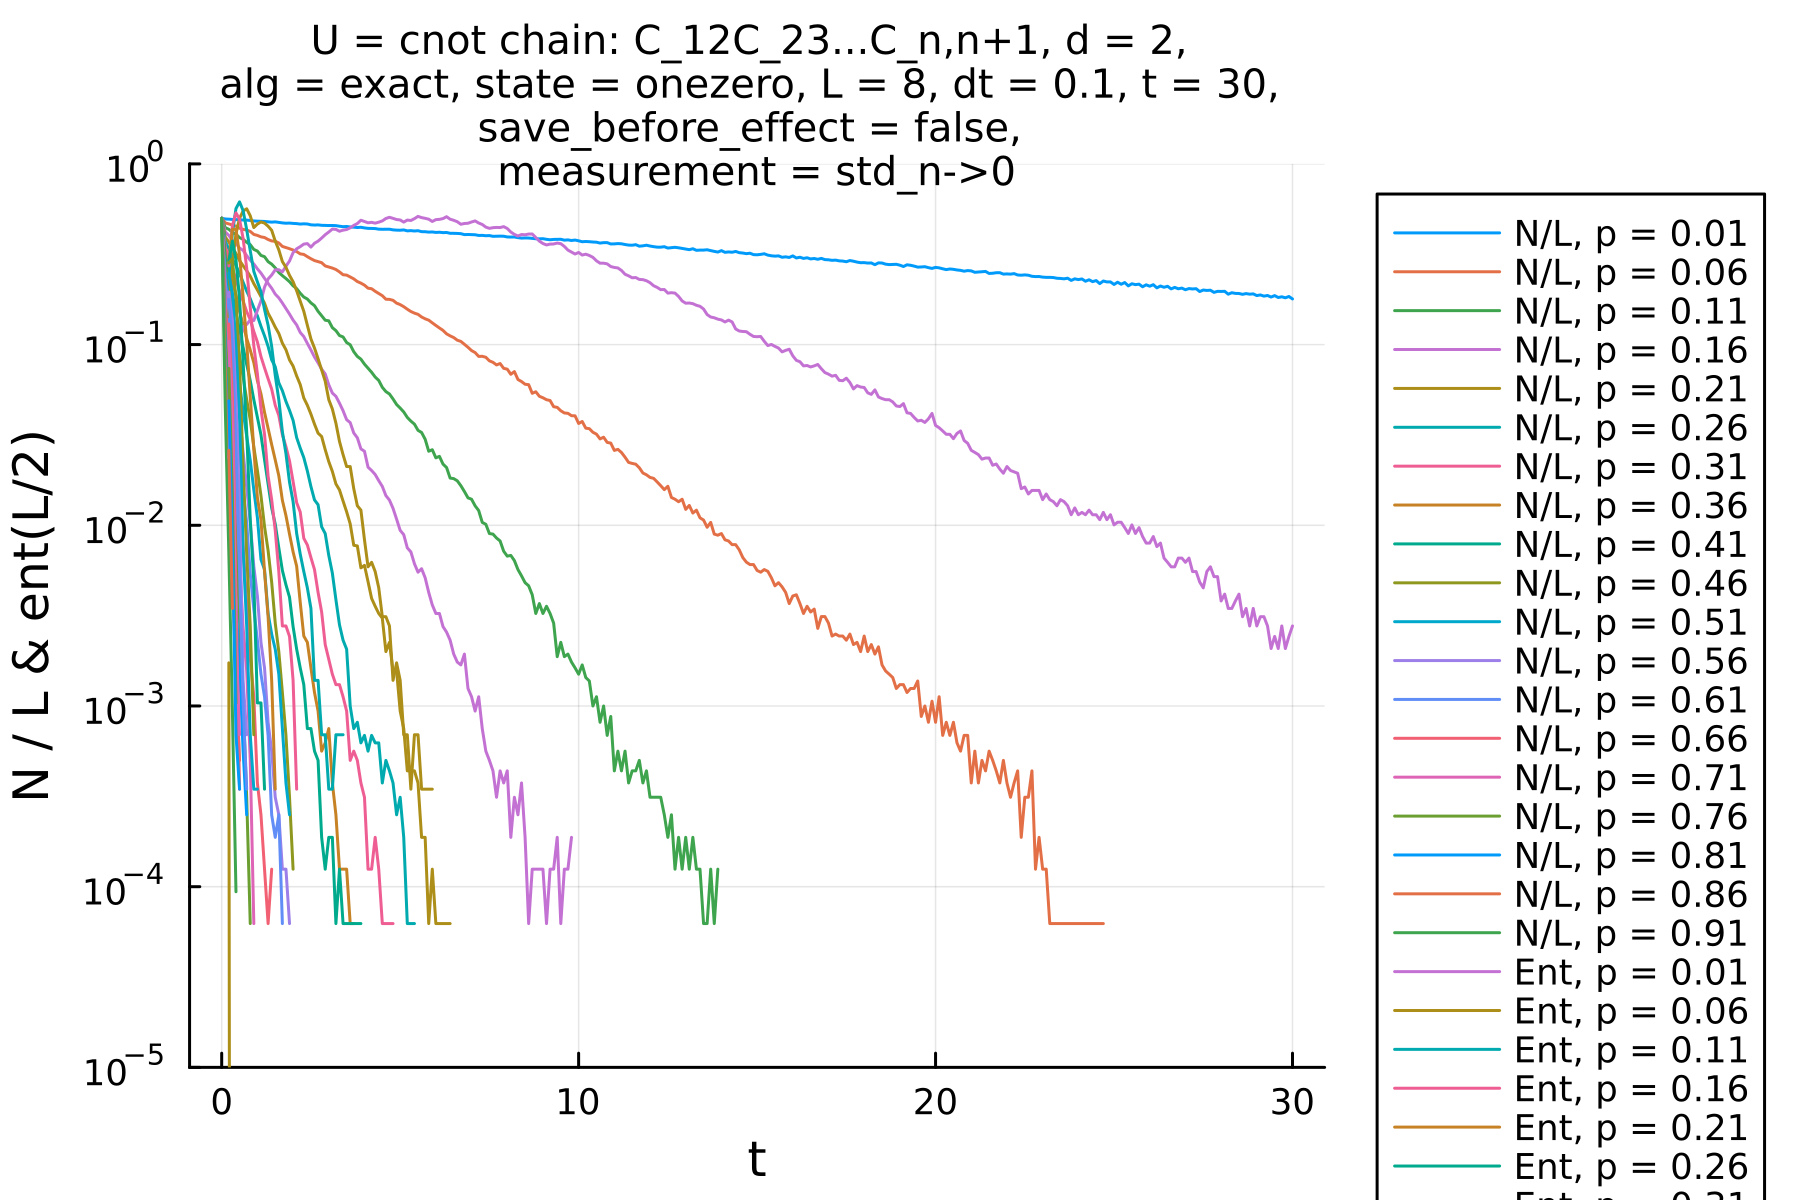 U = cnot chain: C_12C_23...C_n,n+1, d = 2,
alg = exact, state = onezero, L = 8, dt = 0.1, t = 30,
save_before_effect = false,
measurement = std_n->0
10⁰
10⁻¹
10⁻²
10⁻³
10⁻⁴
10⁻⁵
N / L & ent(L/2)
0
10
20
30
t
N/L, p = 0.01
N/L, p = 0.06
N/L, p = 0.11
N/L, p = 0.16
N/L, p = 0.21
N/L, p = 0.26
N/L, p = 0.31
N/L, p = 0.36
N/L, p = 0.41
N/L, p = 0.46
N/L, p = 0.51
N/L, p = 0.56
N/L, p = 0.61
N/L, p = 0.66
N/L, p = 0.71
N/L, p = 0.76
N/L, p = 0.81
N/L, p = 0.86
N/L, p = 0.91
Ent, p = 0.01
Ent, p = 0.06
Ent, p = 0.11
Ent, p = 0.16
Ent, p = 0.21
Ent, p = 0.26